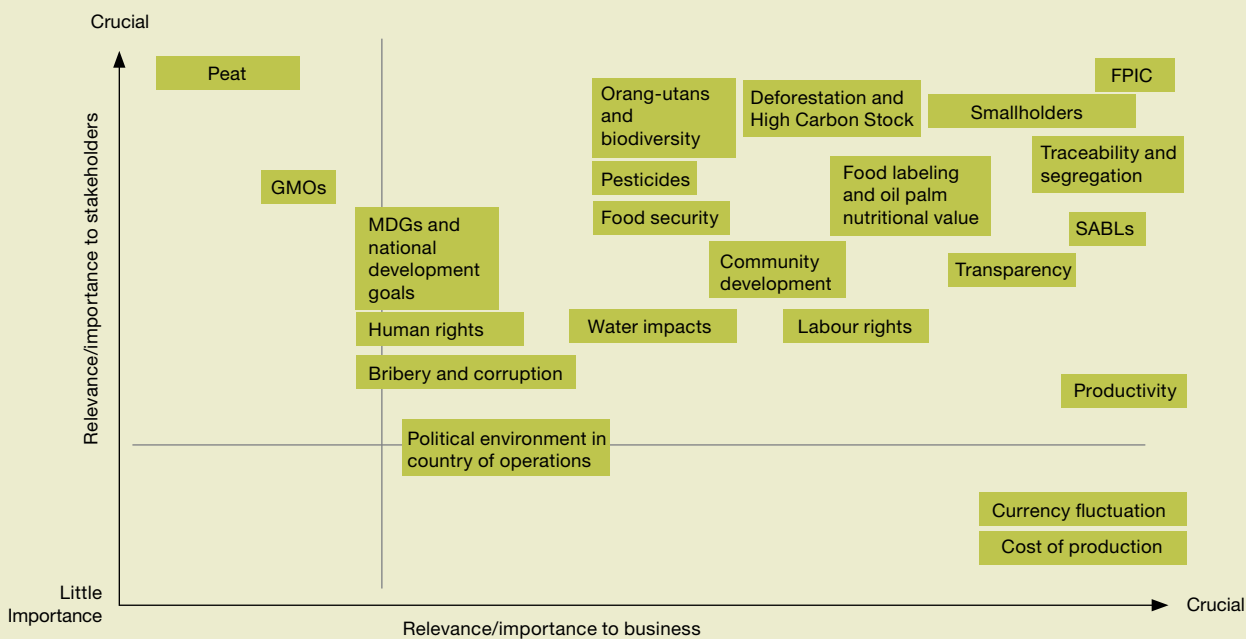 Crucial
Relevance/importance to stakeholders
Peat
GMOs
MDGs and
national
development
goals
Human rights
Bribery and corruption
Political environment in
country of operations
Orang-utans
and
biodiversity
Pesticides
Food security
Community
development
Water impacts
Deforestation and
High Carbon Stock
Food labeling
and oil palm
nutritional value
Labour rights
FPIC
Smallholders
Traceability and
segregation
SABLs
Transparency
Productivity
Currency fluctuation
Cost of production
Little
Importance
Relevance/importance to business
Crucial